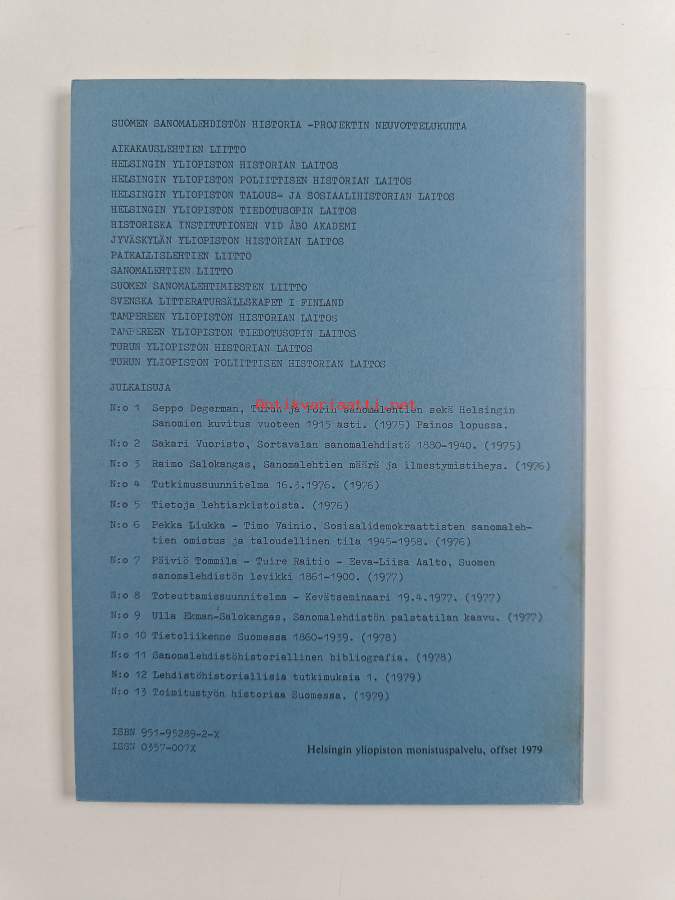 SUOMEN SANOMALEHDISTÖN HISTORIA -PROJEKTIN NEUVOTTELUKUNTA
AIKAKAUSLEHTIEN LIITTO
HELSINGIN YLIOPISTON HISTORIAN LAITOS
HELSINGIN YLIOPISTON POLIITTISEN HISTORIAN LAITOS
HELSINGIN YLIOPISTON TALOUS- JA SOSIAALIHISTORIAN LAITOS
HELSINGIN YLIOPISTON TIEDOTUSOPIN LAITOS
HISTORISKA INSTITUTIONEN VID ÅBO AKADEMI
JYVÄSKYLÄN YLIOPISTON HISTORIAN LAITOS
PAIKALLISLEHTIEN LIITTO
SANOMALEHTIEN LIITTO
SUOMEN SANOMALEHTIMIESTEN LIITTO
SVENSKA LITTERATURSÄLLSKAPET I FINLAND
TAMPEREEN YLIOPISTON HISTORIAN LAITOS
TAMPEREEN YLIOPISTON TIEDOTUSOPIN LAITOS
TURUN YLIOPISTON HISTORIAN LAITOS
TURUN YLIOPISTON POLIITTISEN HISTORIAN LAITOS
JULKAISUJA
Antikvariaatti.net
N:o 1 Seppo Degerman, Turun ja Porin sanomalehtien sekä Helsingin
Sanomien kuvitus vuoteen 1915 asti. (1975) Painos lopussa.
N:o 2 Sakari Vuoristo, Sortavalan sanomalehdistö 1880-1940. (1975)
N:o 3 Raimo Salokangas, Sanomalehtien määrä ja ilmestymistiheys. (1976)
N:o 4 Tutkimussuunnitelma 16.8.1976. (1976)
N:o 5 Tietoja lehtiarkistoista. (1976)
N:o 6 Pekka Liukka - Timo Vainio, Sosiaalidemokraattisten sanomaleh-
tien omistus ja taloudellinen tila 1945-1958. (1976)
N:o 7 Päiviö Tommila - Tuire Raitio - Eeva-Liisa Aalto, Suomen
sanomalehdistön levikki 1861-1900. (1977)
N:o 8 Toteuttamissuunnitelma - Kevätseminaari 19.4.1977. (1977)
N:o 9 Ulla Ekman-Salokangas, Sanomalehdistön palstatilan kasvu. (1977)
N:o 10 Tietoliikenne Suomessa 1860-1939. (1978)
N:o 11 Sanomalehdistöhistoriallinen bibliografia. (1978)
N:o 12 Lehdistöhistoriallisia tutkimuksia 1. (1979)
N:o 13 Toimitustyön historiaa Suomessa. (1979)
ISBN 951-95289-2-X
ISSN 0357-007X
Helsingin yliopiston monistuspalvelu, offset 1979